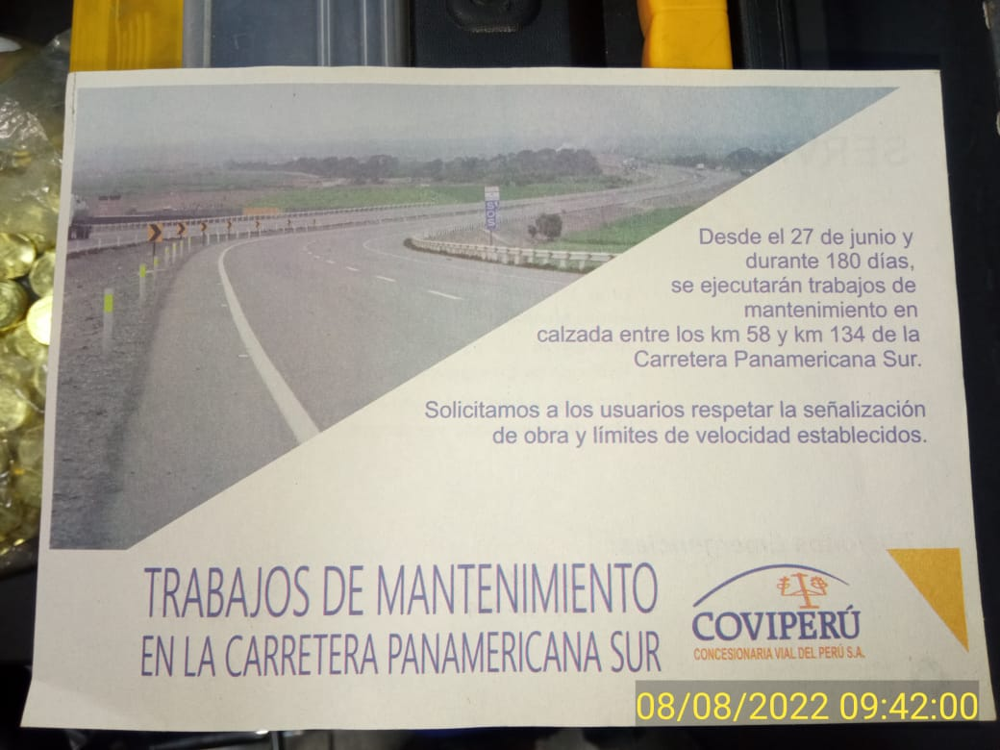 SOS
Desde el 27 de junio y
durante 180 días,
se ejecutarán trabajos de
mantenimiento en
calzada entre los km 58 y km 134 de la
Carretera Panamericana Sur.
Solicitamos a los usuarios respetar la señalización
de obra y límites de velocidad establecidos.
TRABAJOS DE MANTENIMIENTO
EN LA CARRETERA PANAMERICANA SUR
COVIPERÚ
CONCESIONARIA VIAL DEL PERÚ S.A.
08/08/2022 09:42:00